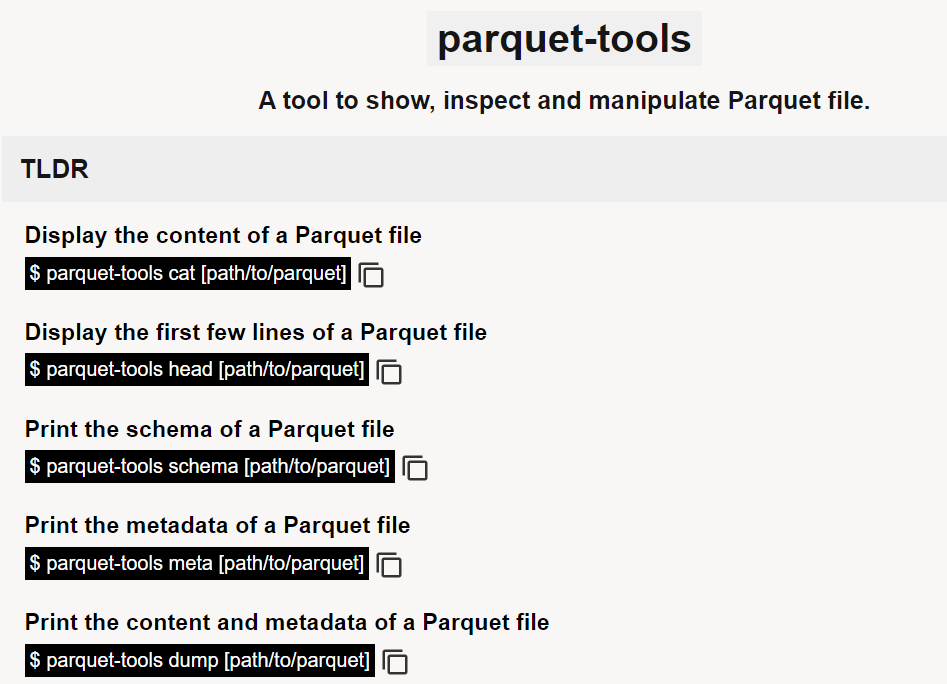 parquet-tools
A tool to show, inspect and manipulate Parquet file.
TLDR
Display the content of a Parquet file
$ parquet-tools cat [path/to/parquet]
Display the first few lines of a Parquet file
$ parquet-tools head [path/to/parquet]
Print the schema of a Parquet file
$ parquet-tools schema [path/to/parquet]
Print the metadata of a Parquet file
$ parquet-tools meta [path/to/parquet]
Print the content and metadata of a Parquet file
$ parquet-tools dump [path/to/parquet]